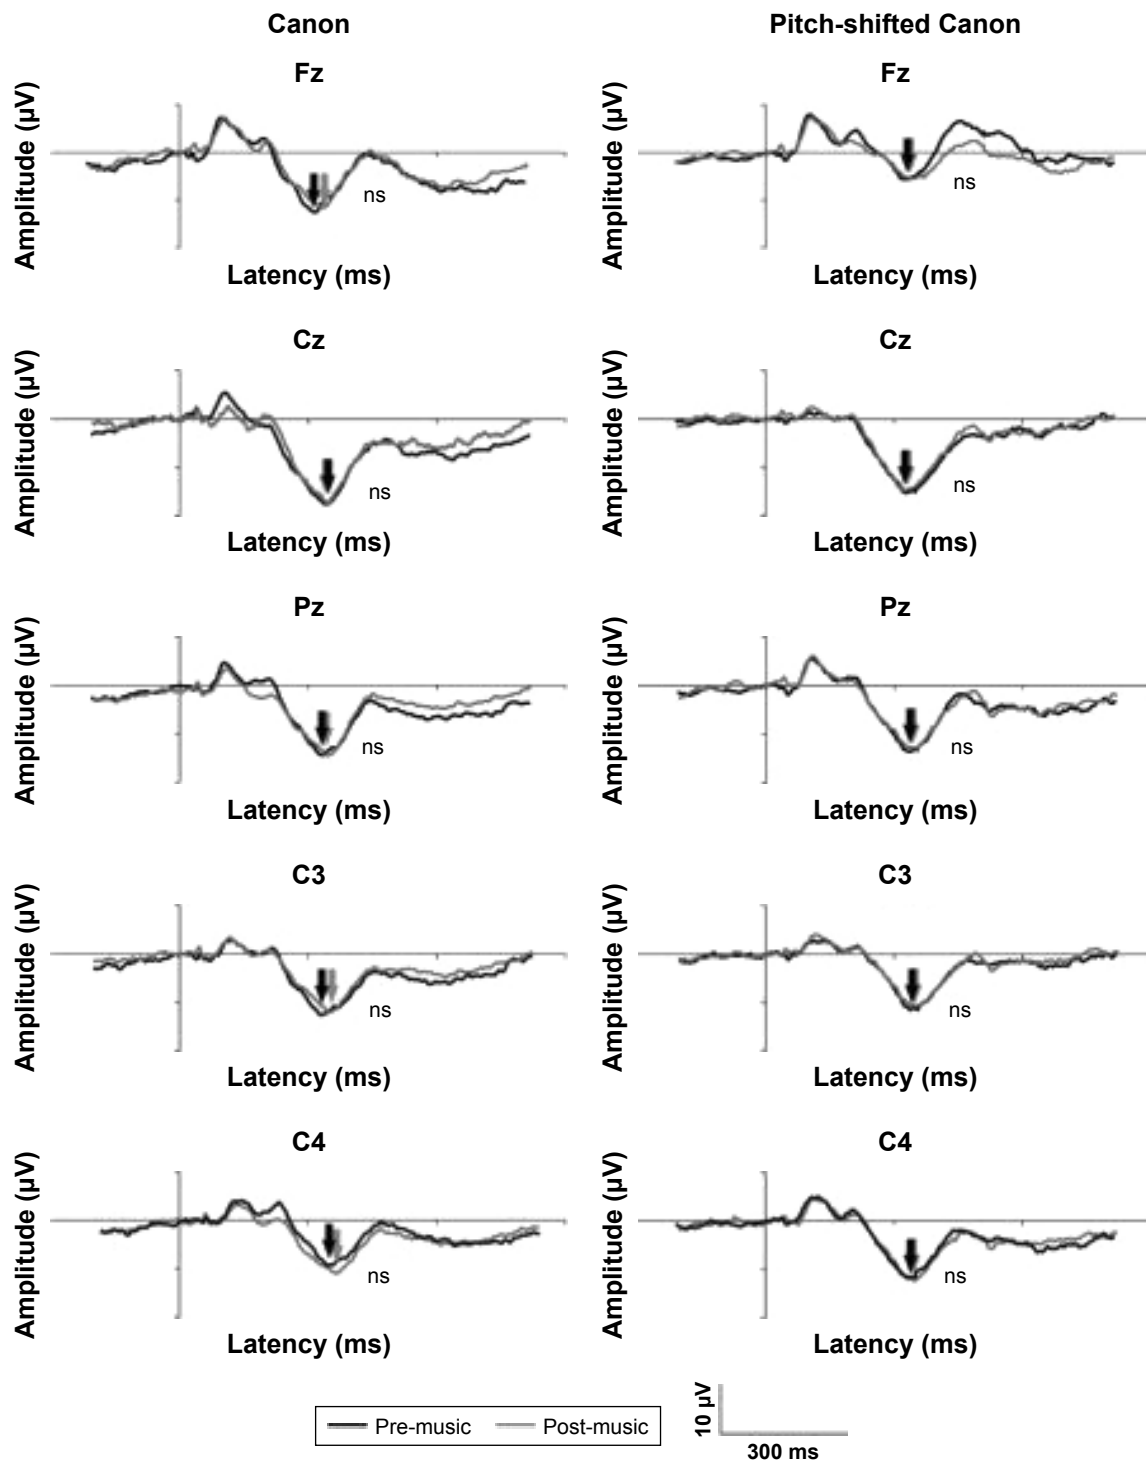 Canon
Pitch-shifted Canon
Fz
Fz
Amplitude (µV)
Amplitude (µV)
ns
ns
Latency (ms)
Latency (ms)
Cz
Cz
Amplitude (µV)
Amplitude (µV)
ns
ns
Latency (ms)
Latency (ms)
Pz
Pz
Amplitude (µV)
Amplitude (µV)
ns
ns
Latency (ms)
Latency (ms)
C3
C3
Amplitude (µV)
Amplitude (µV)
ns
ns
Latency (ms)
Latency (ms)
C4
C4
Amplitude (µV)
Amplitude (µV)
ns
ns
Latency (ms)
Latency (ms)
Pre-music
Post-music
10 µV
300 ms